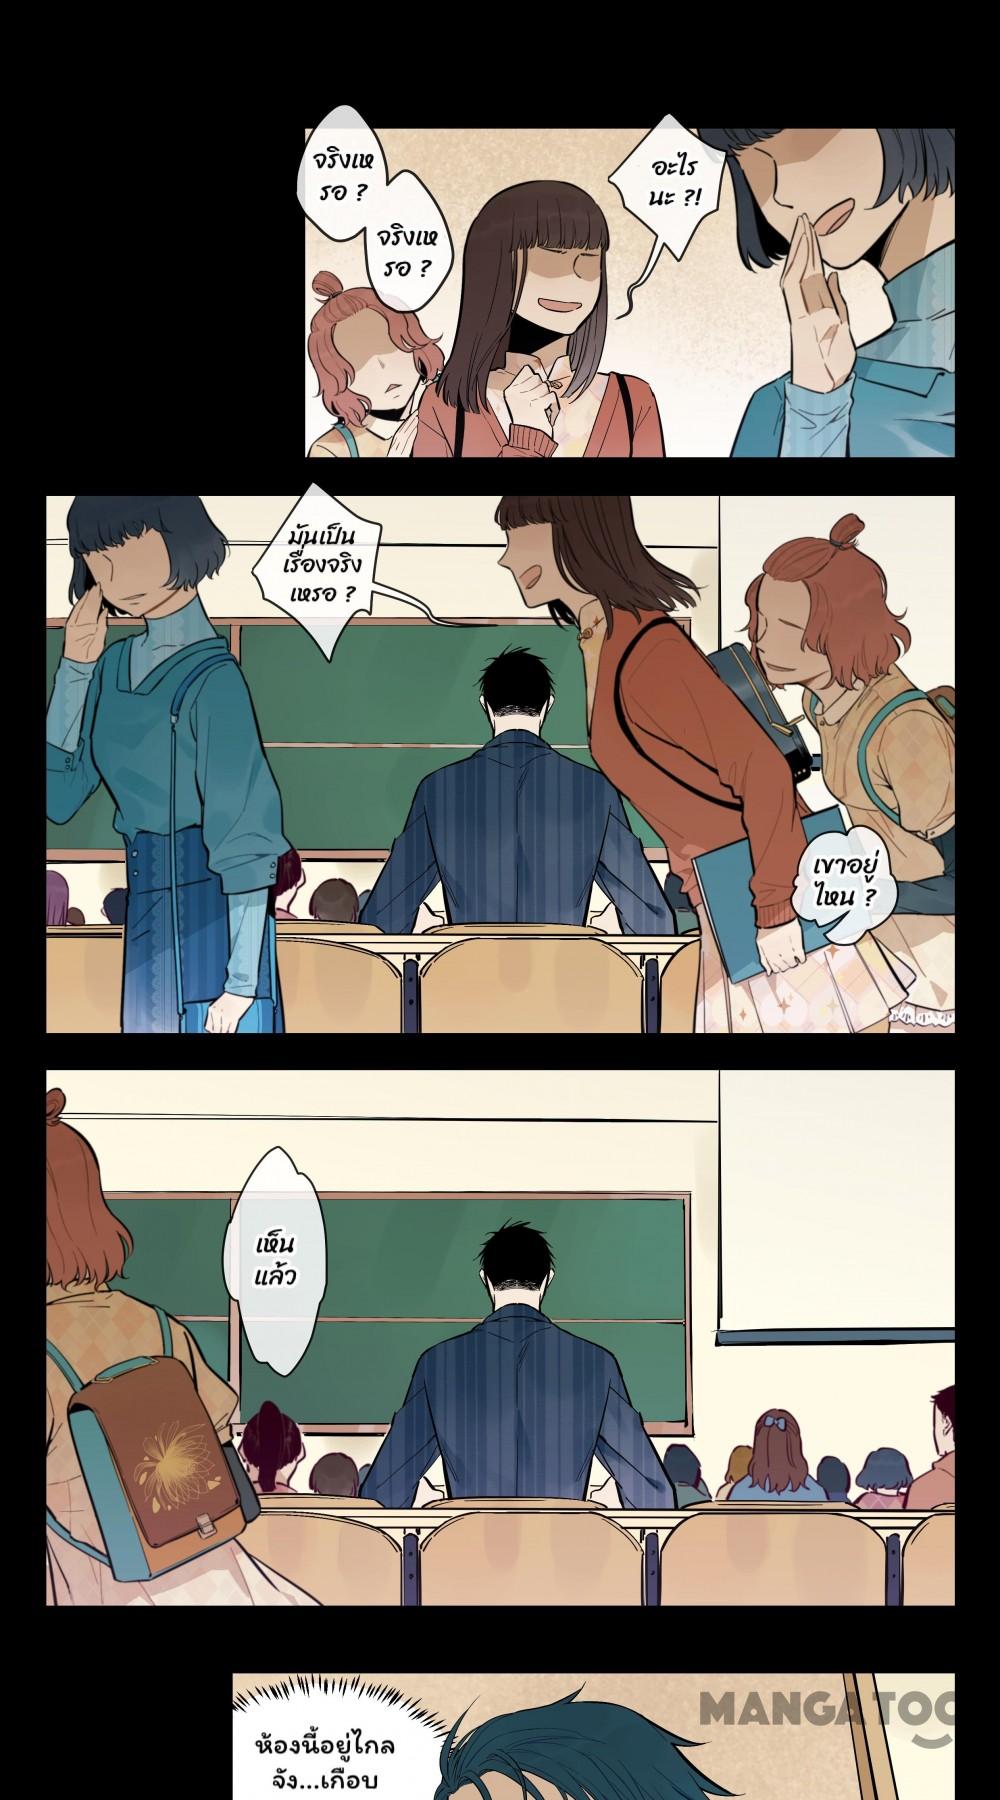 จริงเห
รอ ?
จริงเห
รอ ?
อะไร
นะ ?!
มันเป็น
เรื่องจริง
เหรอ ?
เขาอยู่
ไหน ?
เห็น
แล้ว
MANGATOO
ห้องนี้อยู่ไกล
จัง...เกือบ